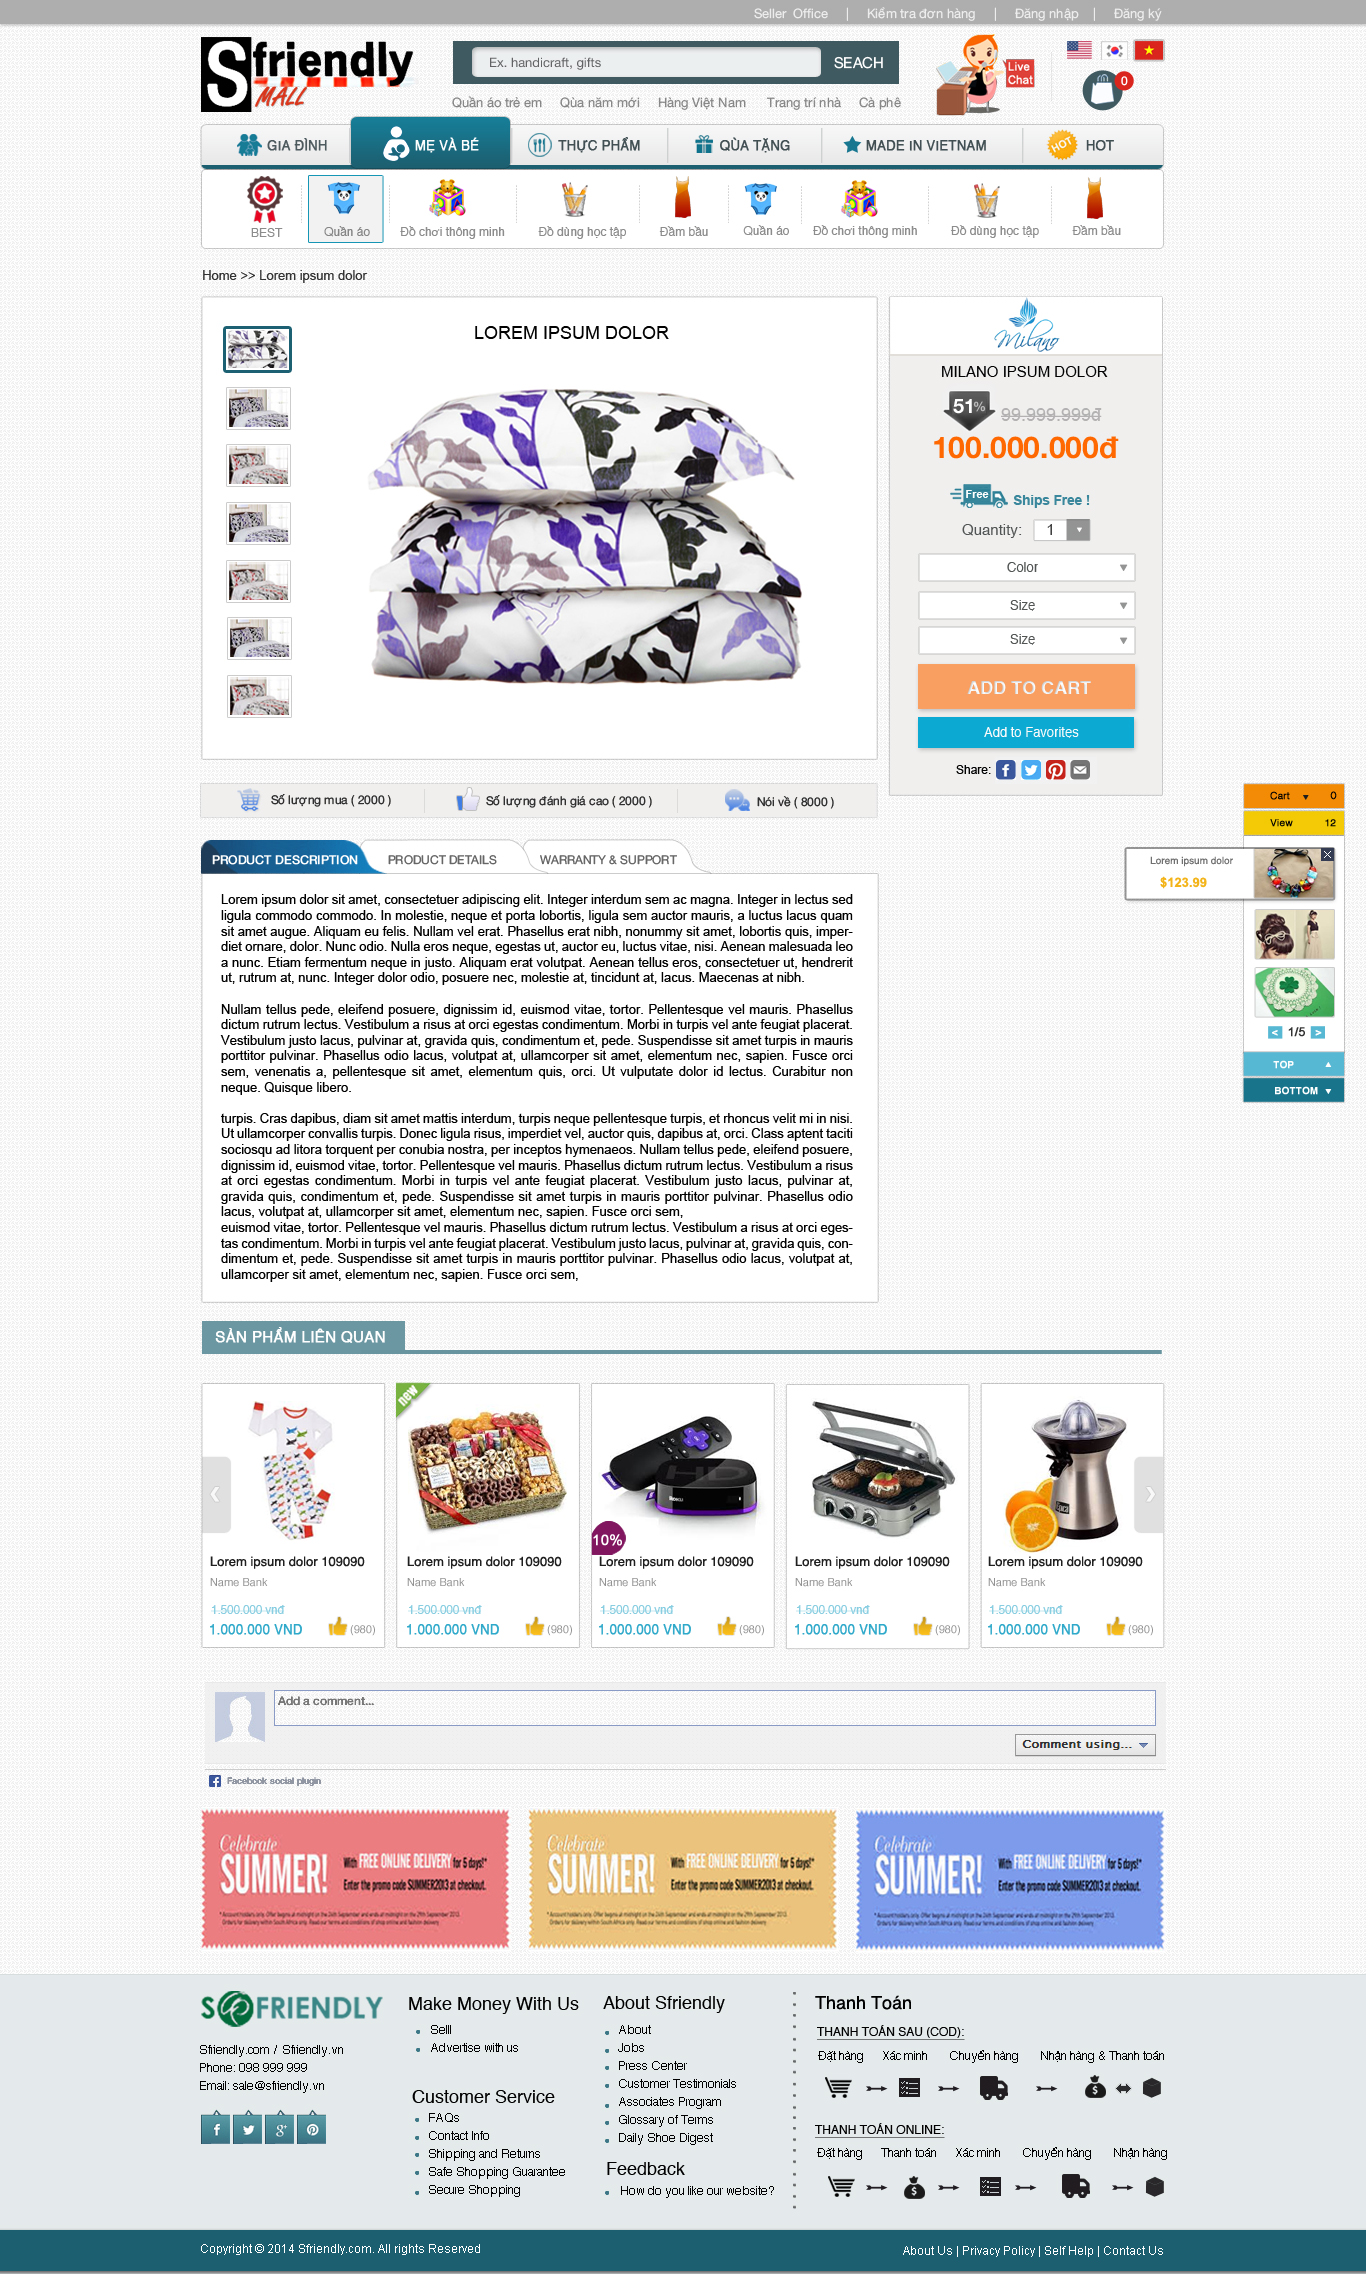 Seller Office | Kiểm tra đơn hàng | Đăng nhập | Đăng ký
Sfriendly
MALL
Ex. handicraft, gifts
SEACH
Live
Chat
0
Quần áo trẻ em Qùa năm mới Hàng Việt Nam Trang trí nhà Cà phê
GIA ĐÌNH
MẸ VÀ BÉ
THỰC PHẨM
QÙA TẶNG
MADE IN VIETNAM
HOT
HOT
BEST
Quần áo
Đồ chơi thông minh
Đồ dùng học tập
Đầm bầu
Quần áo
Đồ chơi thông minh
Đồ dùng học tập
Đầm bầu
Home >> Lorem ipsum dolor
LOREM IPSUM DOLOR
Milano
MILANO IPSUM DOLOR
51%
99.999.999đ
100.000.000đ
Free
Ships Free !
Quantity: 1
Color
Size
Size
ADD TO CART
Add to Favorites
Share:
Số lượng mua ( 2000 )
Số lượng đánh giá cao ( 2000 )
Nói về ( 8000 )
Cart 0
View 12
Lorem ipsum dolor
$123.99
< 1/5 >
TOP
BOTTOM
PRODUCT DESCRIPTION
PRODUCT DETAILS
WARRANTY & SUPPORT
Lorem ipsum dolor sit amet, consectetuer adipiscing elit. Integer interdum sem ac magna. Integer in lectus sed
ligula commodo commodo. In molestie, neque et porta lobortis, ligula sem auctor mauris, a luctus lacus quam
sit amet augue. Aliquam eu felis. Nullam vel erat. Phasellus erat nibh, nonummy sit amet, lobortis quis, imper-
diet ornare, dolor. Nunc odio. Nulla eros neque, egestas ut, auctor eu, luctus vitae, nisi. Aenean malesuada leo
a nunc. Etiam fermentum neque in justo. Aliquam erat volutpat. Aenean tellus eros, consectetuer ut, hendrerit
ut, rutrum at, nunc. Integer dolor odio, posuere nec, molestie at, tincidunt at, lacus. Maecenas at nibh.
Nullam tellus pede, eleifend posuere, dignissim id, euismod vitae, tortor. Pellentesque vel mauris. Phasellus
dictum rutrum lectus. Vestibulum a risus at orci egestas condimentum. Morbi in turpis vel ante feugiat placerat.
Vestibulum justo lacus, pulvinar at, gravida quis, condimentum et, pede. Suspendisse sit amet turpis in mauris
porttitor pulvinar. Phasellus odio lacus, volutpat at, ullamcorper sit amet, elementum nec, sapien. Fusce orci
sem, venenatis a, pellentesque sit amet, elementum quis, orci. Ut vulputate dolor id lectus. Curabitur non
neque. Quisque libero.
turpis. Cras dapibus, diam sit amet mattis interdum, turpis neque pellentesque turpis, et rhoncus velit mi in nisi.
Ut ullamcorper convallis turpis. Donec ligula risus, imperdiet vel, auctor quis, dapibus at, orci. Class aptent taciti
sociosqu ad litora torquent per conubia nostra, per inceptos hymenaeos. Nullam tellus pede, eleifend posuere,
dignissim id, euismod vitae, tortor. Pellentesque vel mauris. Phasellus dictum rutrum lectus. Vestibulum a risus
at orci egestas condimentum. Morbi in turpis vel ante feugiat placerat. Vestibulum justo lacus, pulvinar at,
gravida quis, condimentum et, pede. Suspendisse sit amet turpis in mauris porttitor pulvinar. Phasellus odio
lacus, volutpat at, ullamcorper sit amet, elementum nec, sapien. Fusce orci sem,
euismod vitae, tortor. Pellentesque vel mauris. Phasellus dictum rutrum lectus. Vestibulum a risus at orci eges-
tas condimentum. Morbi in turpis vel ante feugiat placerat. Vestibulum justo lacus, pulvinar at, gravida quis, con-
dimentum et, pede. Suspendisse sit amet turpis in mauris porttitor pulvinar. Phasellus odio lacus, volutpat at,
ullamcorper sit amet, elementum nec, sapien. Fusce orci sem,
SẢN PHẨM LIÊN QUAN
new
HD
ROKU
10%
Lorem ipsum dolor 109090
Name Bank
1.500.000 vnđ
1.000.000 VND (980)
Lorem ipsum dolor 109090
Name Bank
1.500.000 vnđ
1.000.000 VND (980)
Lorem ipsum dolor 109090
Name Bank
1.500.000 vnđ
1.000.000 VND (980)
Lorem ipsum dolor 109090
Name Bank
1.500.000 vnđ
1.000.000 VND (980)
Lorem ipsum dolor 109090
Name Bank
1.500.000 vnđ
1.000.000 VND (980)
Add a comment...
Comment using...
Facebook social plugin
Celebrate
SUMMER!
With FREE ONLINE DELIVERY for 5 days!*
Enter the promo code SUMMER2013 at checkout.
Celebrate
SUMMER!
With FREE ONLINE DELIVERY for 5 days!*
Enter the promo code SUMMER2013 at checkout.
Celebrate
SUMMER!
With FREE ONLINE DELIVERY for 5 days!*
Enter the promo code SUMMER2013 at checkout.
SOFRIENDLY
Sfriendly.com / Sfriendly.vn
Phone: 098 999 999
Email: sale@sfriendly.vn
Make Money With Us
Selll
Advertise with us
Customer Service
FAQs
Contact Info
Shipping and Returns
Safe Shopping Guarantee
Secure Shopping
About Sfriendly
About
Jobs
Press Center
Customer Testimonials
Associates Program
Glossary of Terms
Daily Shoe Digest
Feedback
How do you like our website?
Thanh Toán
THANH TOÁN SAU (COD):
Đặt hàng Xác minh Chuyển hàng Nhận hàng & Thanh toán
THANH TOÁN ONLINE:
Đặt hàng Thanh toán Xác minh Chuyển hàng Nhận hàng
Copyright © 2014 Sfriendly.com. All rights Reserved
About Us | Privacy Policy | Self Help | Contact Us